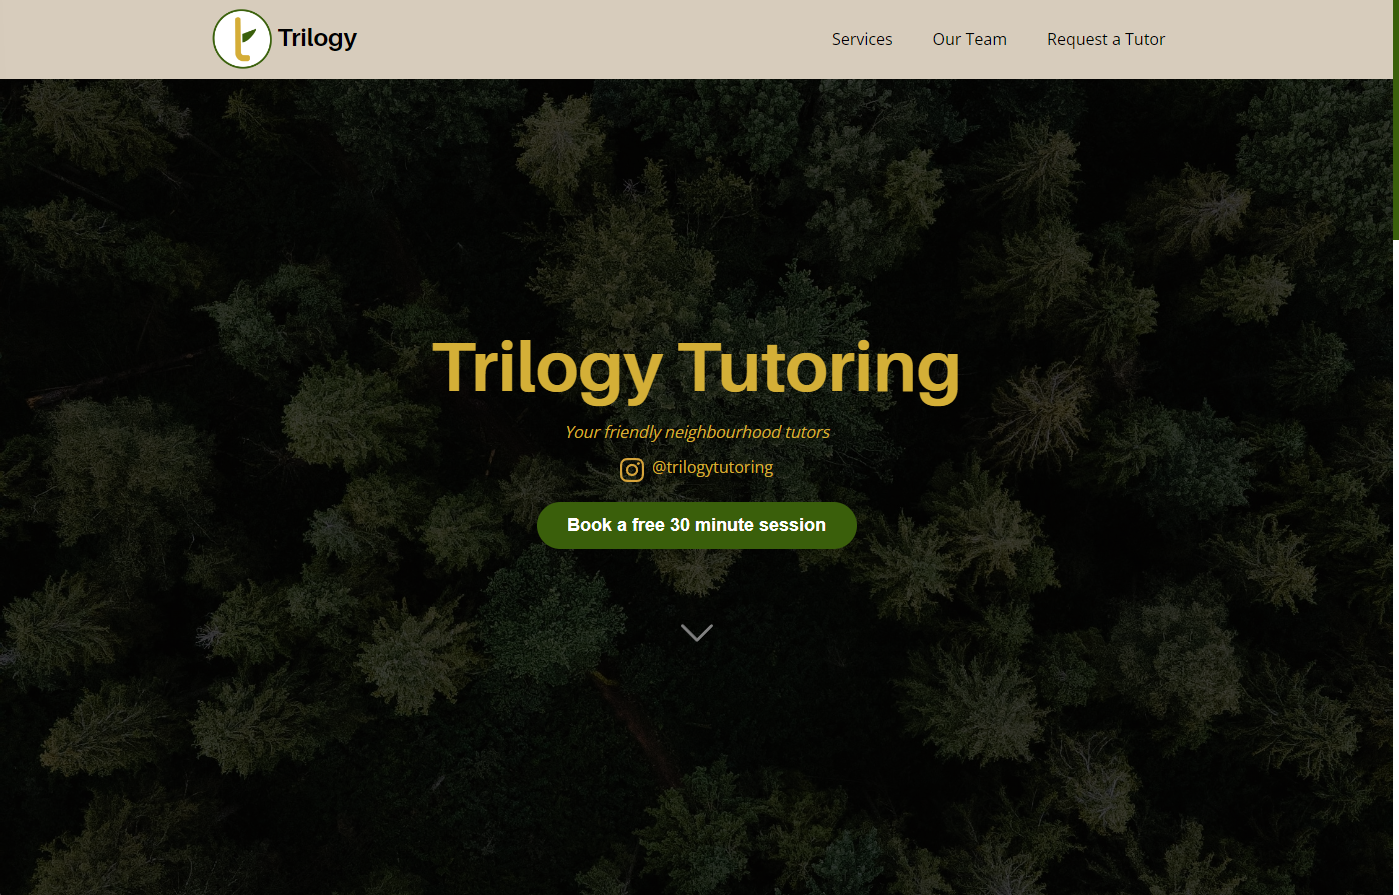 Trilogy
Services Our Team Request a Tutor
Trilogy Tutoring
Your friendly neighbourhood tutors
@trilogytutoring
Book a free 30 minute session